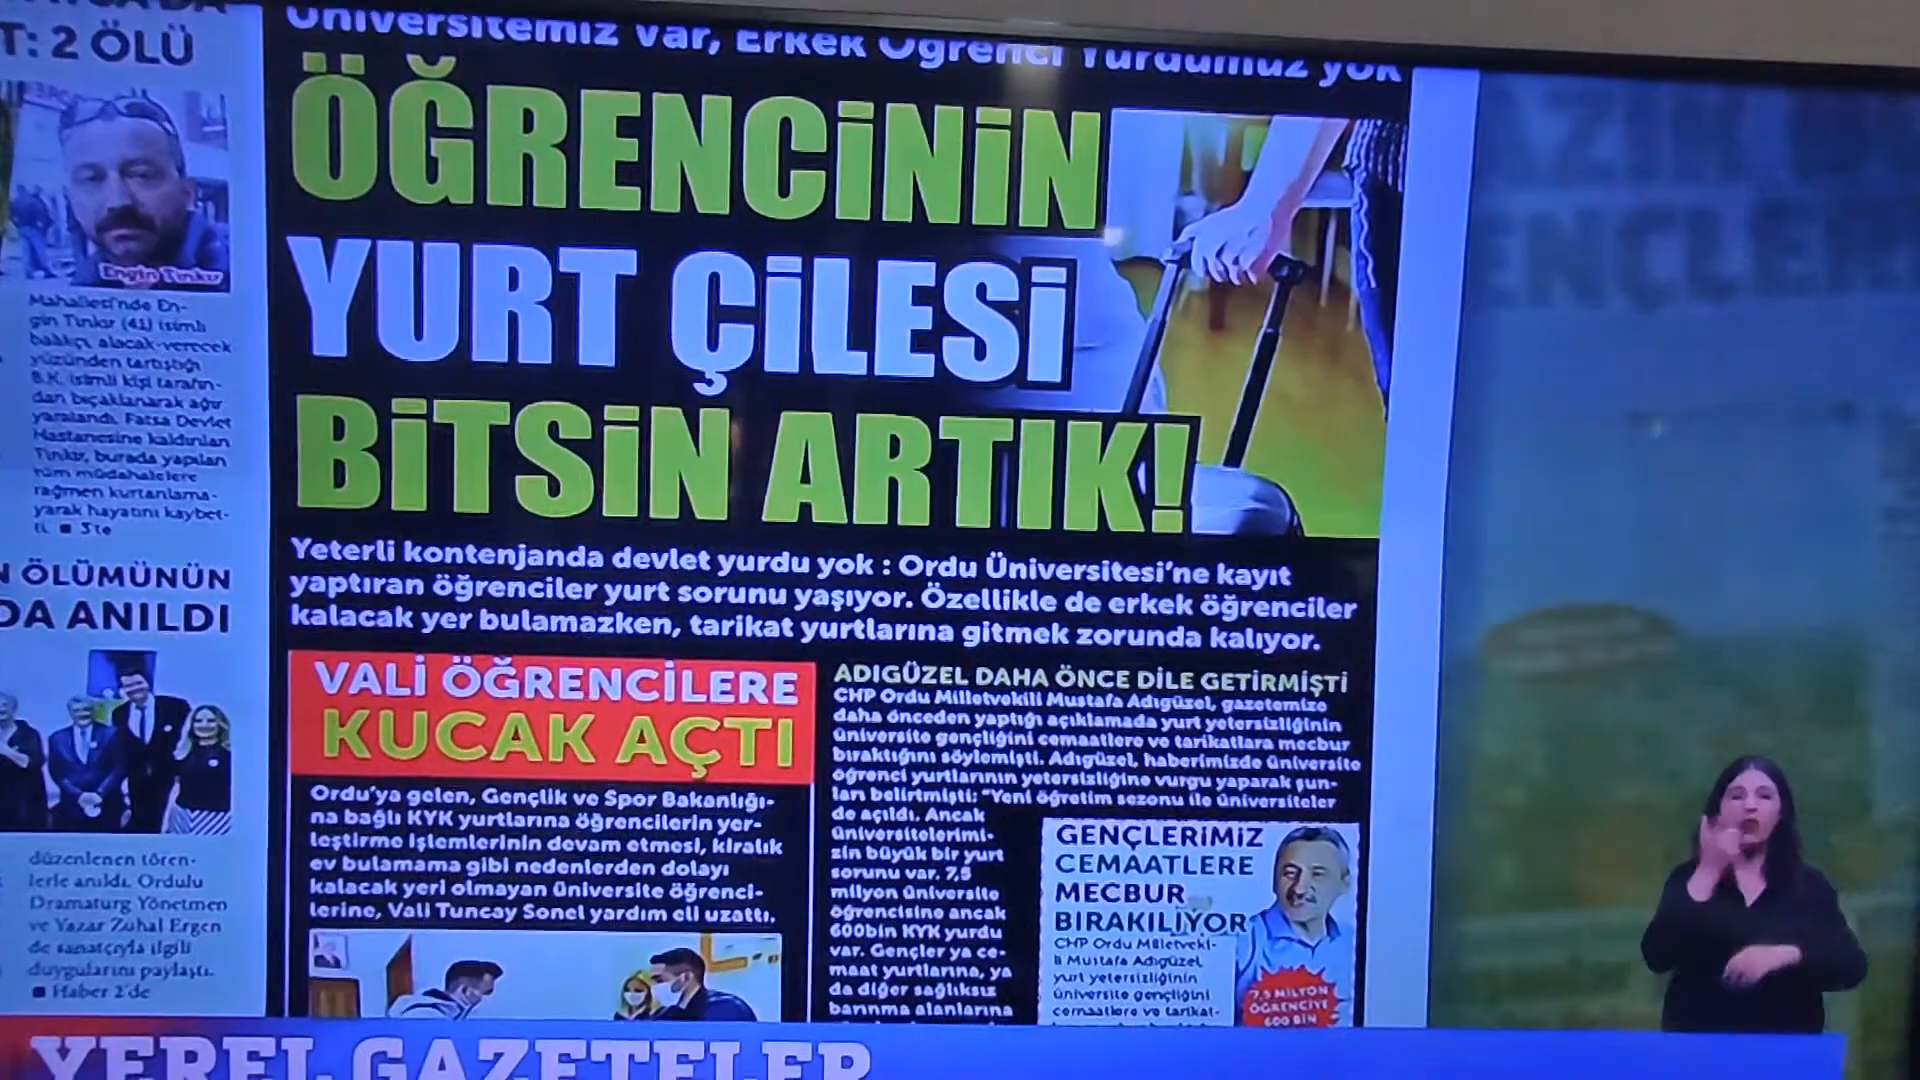 T: 2 ÖLÜ
Engin Tınkır
Mahallesi'nde En-
gin Tınkır (41) isimli
balıkçı, alacak-verecek
yüzünden tartıştığı
B.K. isimli kişi tarafın-
dan bıçaklanarak ağır
yaralandı. Fatsa Devlet
Hastanesine kaldırılan
Tınkır, burada yapılan
tüm müdahalelere
rağmen kurtarılama-
yarak hayatını kaybet-
ti. ■ 3'te
N ÖLÜMÜNÜN
DA ANILDI
düzenlenen tören-
lerle anıldı. Ordulu
Dramaturg Yönetmen
ve Yazar Zühal Ergen
de sanatçıyla ilgili
duygularını paylaştı.
■ Haber 2'de
Üniversitemiz var, Erkek Öğrenci Yurdumuz yok
ÖĞRENCİNİN
YURT ÇİLESİ
BİTSİN ARTIK!
Yeterli kontenjanda devlet yurdu yok : Ordu Üniversitesi'ne kayıt
yaptıran öğrenciler yurt sorunu yaşıyor. Özellikle de erkek öğrenciler
kalacak yer bulamazken, tarikat yurtlarına gitmek zorunda kalıyor.
VALİ ÖĞRENCİLERE
KUCAK AÇTI
Ordu'ya gelen, Gençlik ve Spor Bakanlığı-
na bağlı KYK yurtlarına öğrencilerin yer-
leştirme işlemlerinin devam etmesi, kiralık
ev bulamama gibi nedenlerden dolayı
kalacak yeri olmayan üniversite öğrenci-
lerine, Vali Tuncay Sonel yardım eli uzattı.
ADIGÜZEL DAHA ÖNCE DİLE GETİRMİŞTİ
CHP Ordu Milletvekili Mustafa Adıgüzel, gazetemize
daha önceden yaptığı açıklamada yurt yetersizliğinin
üniversite gençliğini cemaatlere ve tarikatlara mecbur
bıraktığını söylemişti. Adıgüzel, haberimizde üniversite
öğrenci yurtlarının yetersizliğine vurgu yaparak şun-
ları belirtmişti: "Yeni öğretim sezonu ile üniversiteler
de açıldı. Ancak
üniversitelerimi-
zin büyük bir yurt
sorunu var. 7,5
milyon üniversite
öğrencisine ancak
600bin KYK yurdu
var. Gençler ya ce-
maat yurtlarına, ya
da diğer sağlıksız
barınma alanlarına
GENÇLERİMİZ
CEMAATLERE
MECBUR
BIRAKILIYOR
CHP Ordu Milletveki-
li Mustafa Adıgüzel,
yurt yetersizliğinin
üniversite gençliğini
cemaatlere ve tarikat-
7,5 MİLYON
ÖĞRENCİYE
600 BİN
YEREL GAZETELER